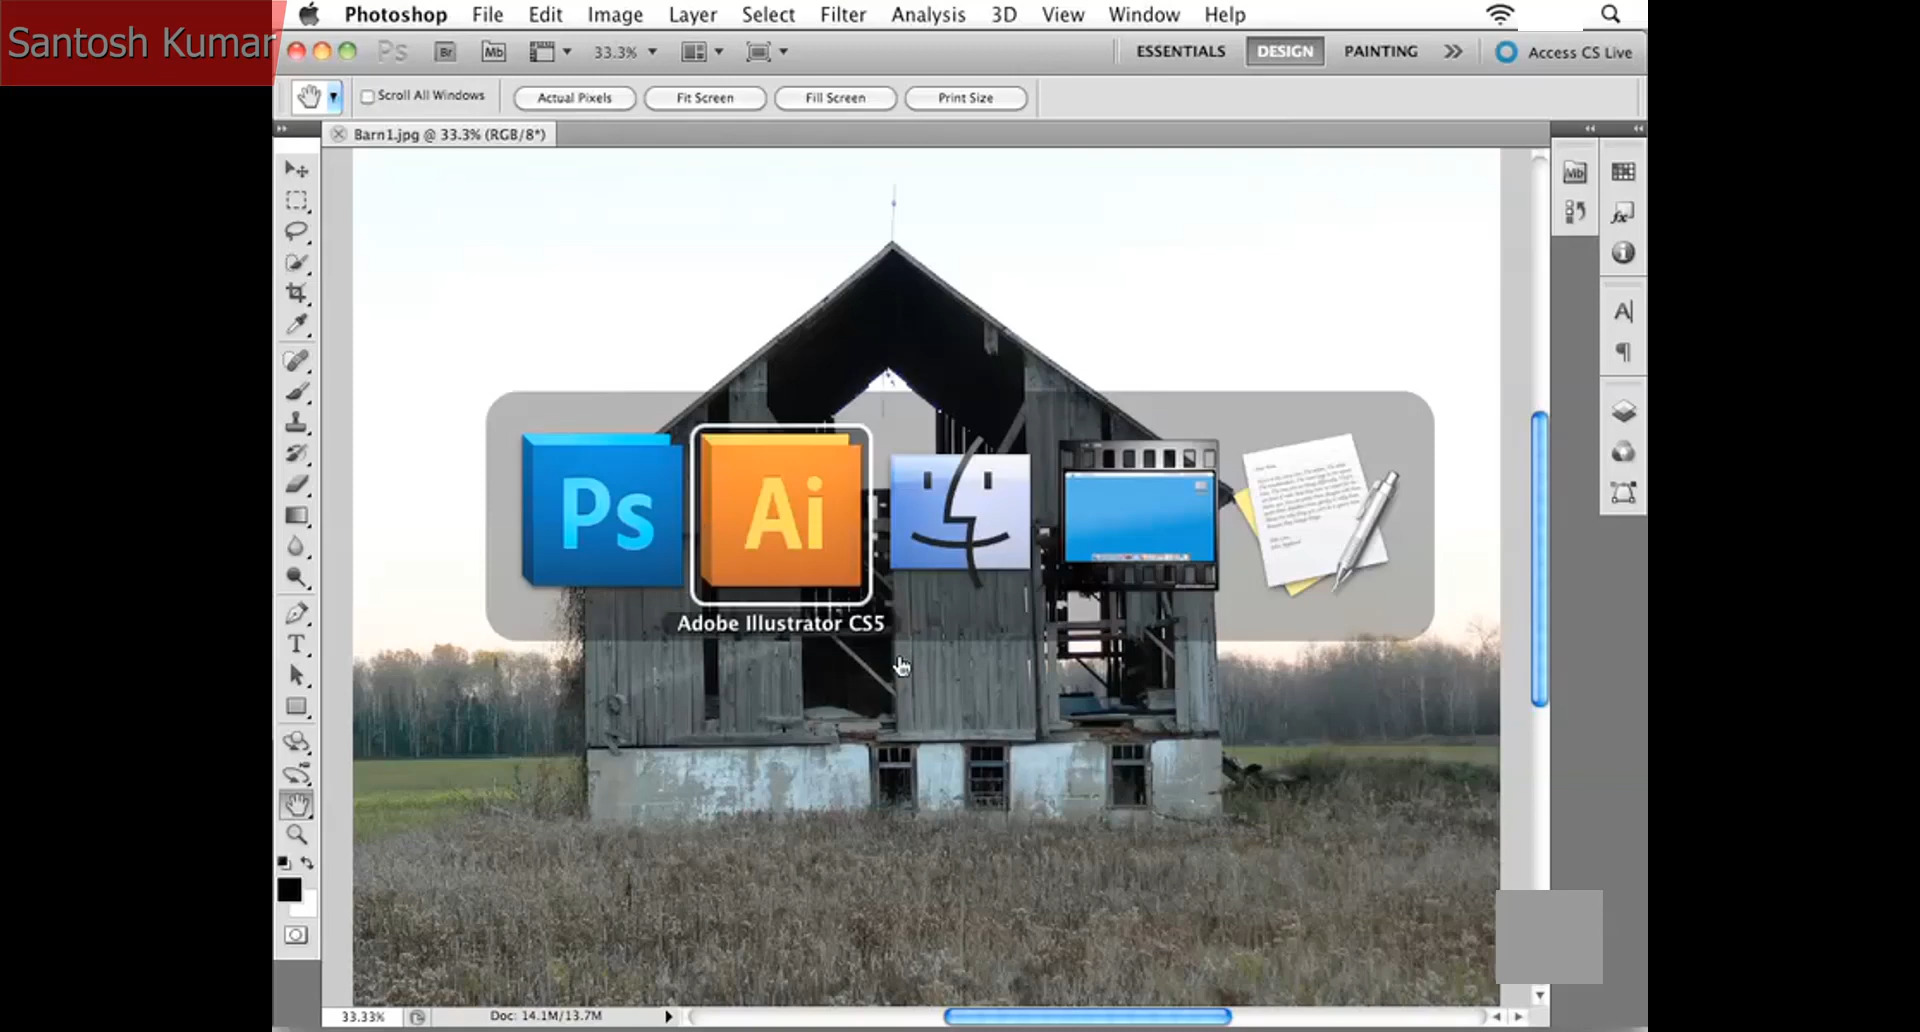 Santosh Kumar
Photoshop File Edit Image Layer Select Filter Analysis 3D View Window Help
Ps Br Mb 33.3% ESSENTIALS DESIGN PAINTING Access CS Live
Scroll All Windows Actual Pixels Fit Screen Fill Screen Print Size
Barn1.jpg @ 33.3% (RGB/8*)
Mb
fx
A
Ps Ai
Adobe Illustrator CS5
T
33.33% Doc: 14.1M/13.7M